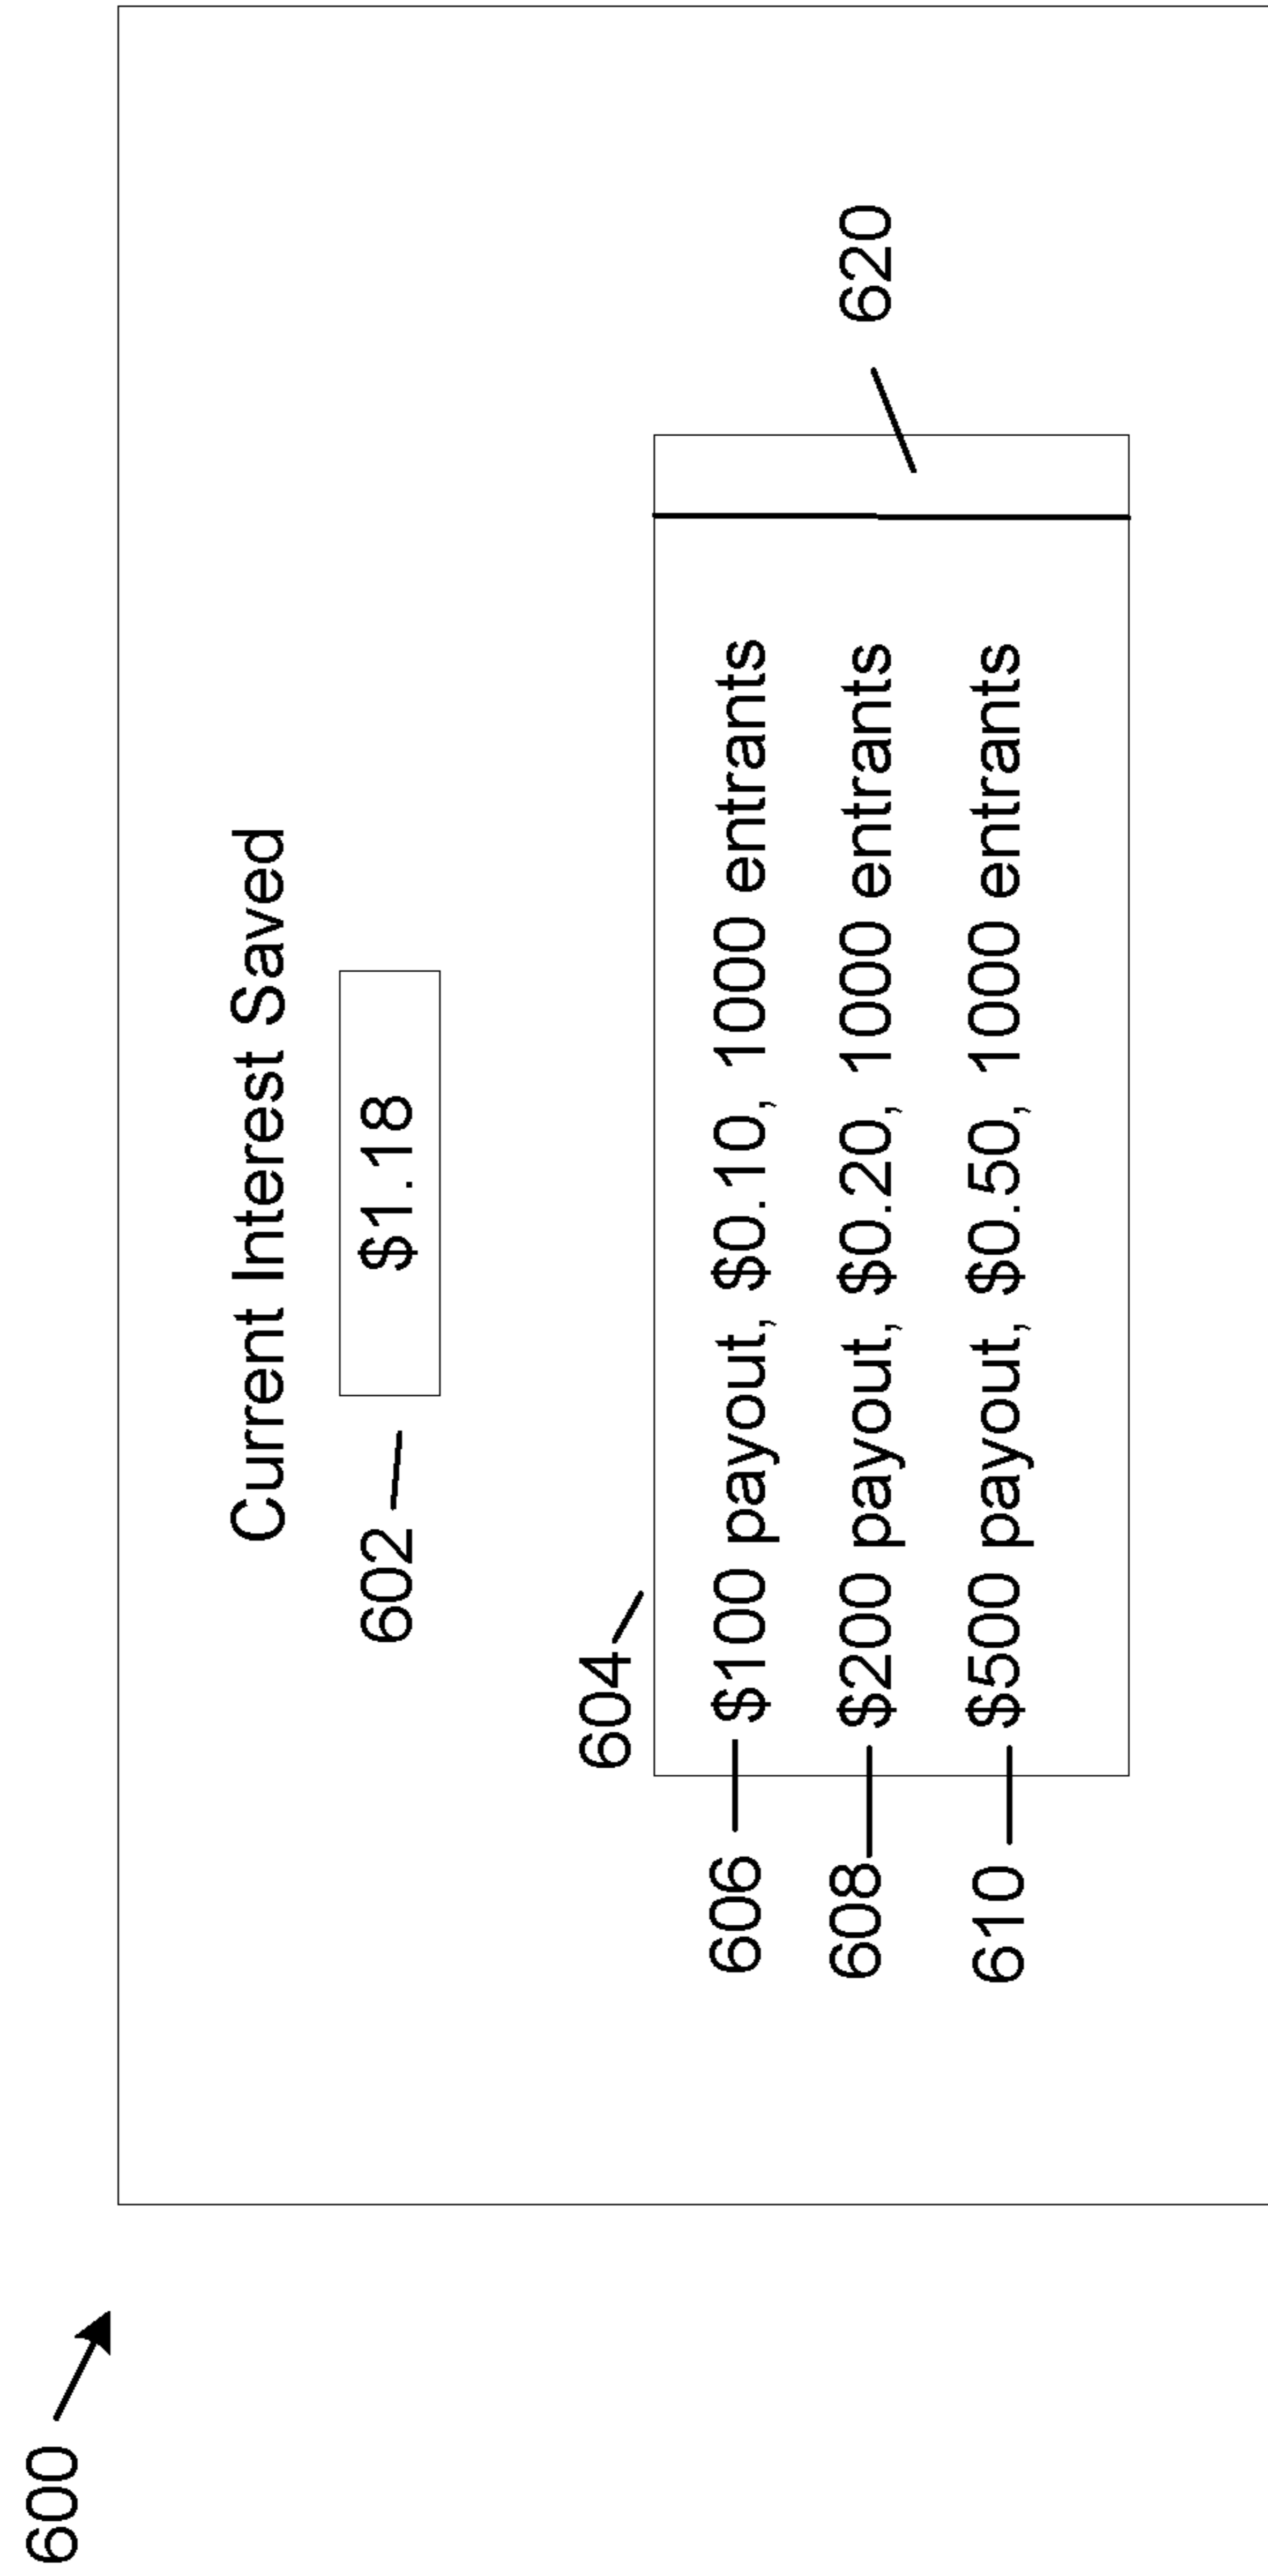 600
Current Interest Saved
602
$1.18
604
606 $100 payout, $0.10, 1000 entrants
608 $200 payout, $0.20, 1000 entrants
610 $500 payout, $0.50, 1000 entrants
620